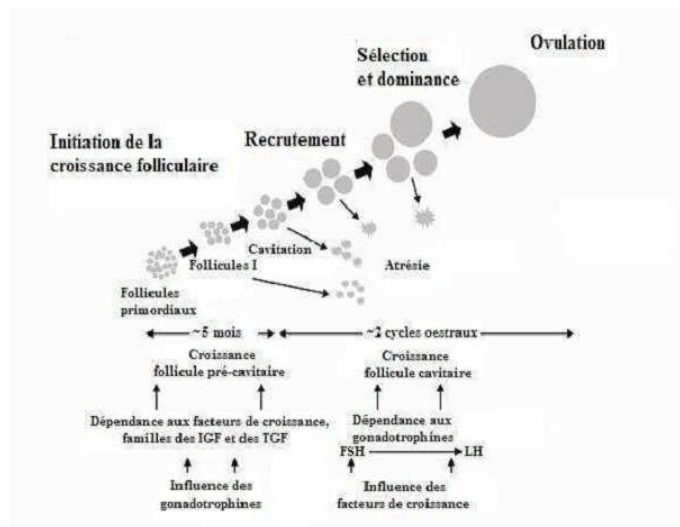 Ovulation
Sélection
et dominance
Recrutement
Initiation de la
croissance folliculaire
Cavitation
Follicules I
Atrésie
Follicules
primordiaux
~5 mois
~2 cycles oestraux
Croissance
follicule pré-cavitaire
Croissance
follicule cavitaire
Dépendance aux facteurs de croissance,
familles des IGF et des TGF
Dépendance aux
gonadotrophines
FSH LH
Influence des
gonadotrophines
Influence des
facteurs de croissance